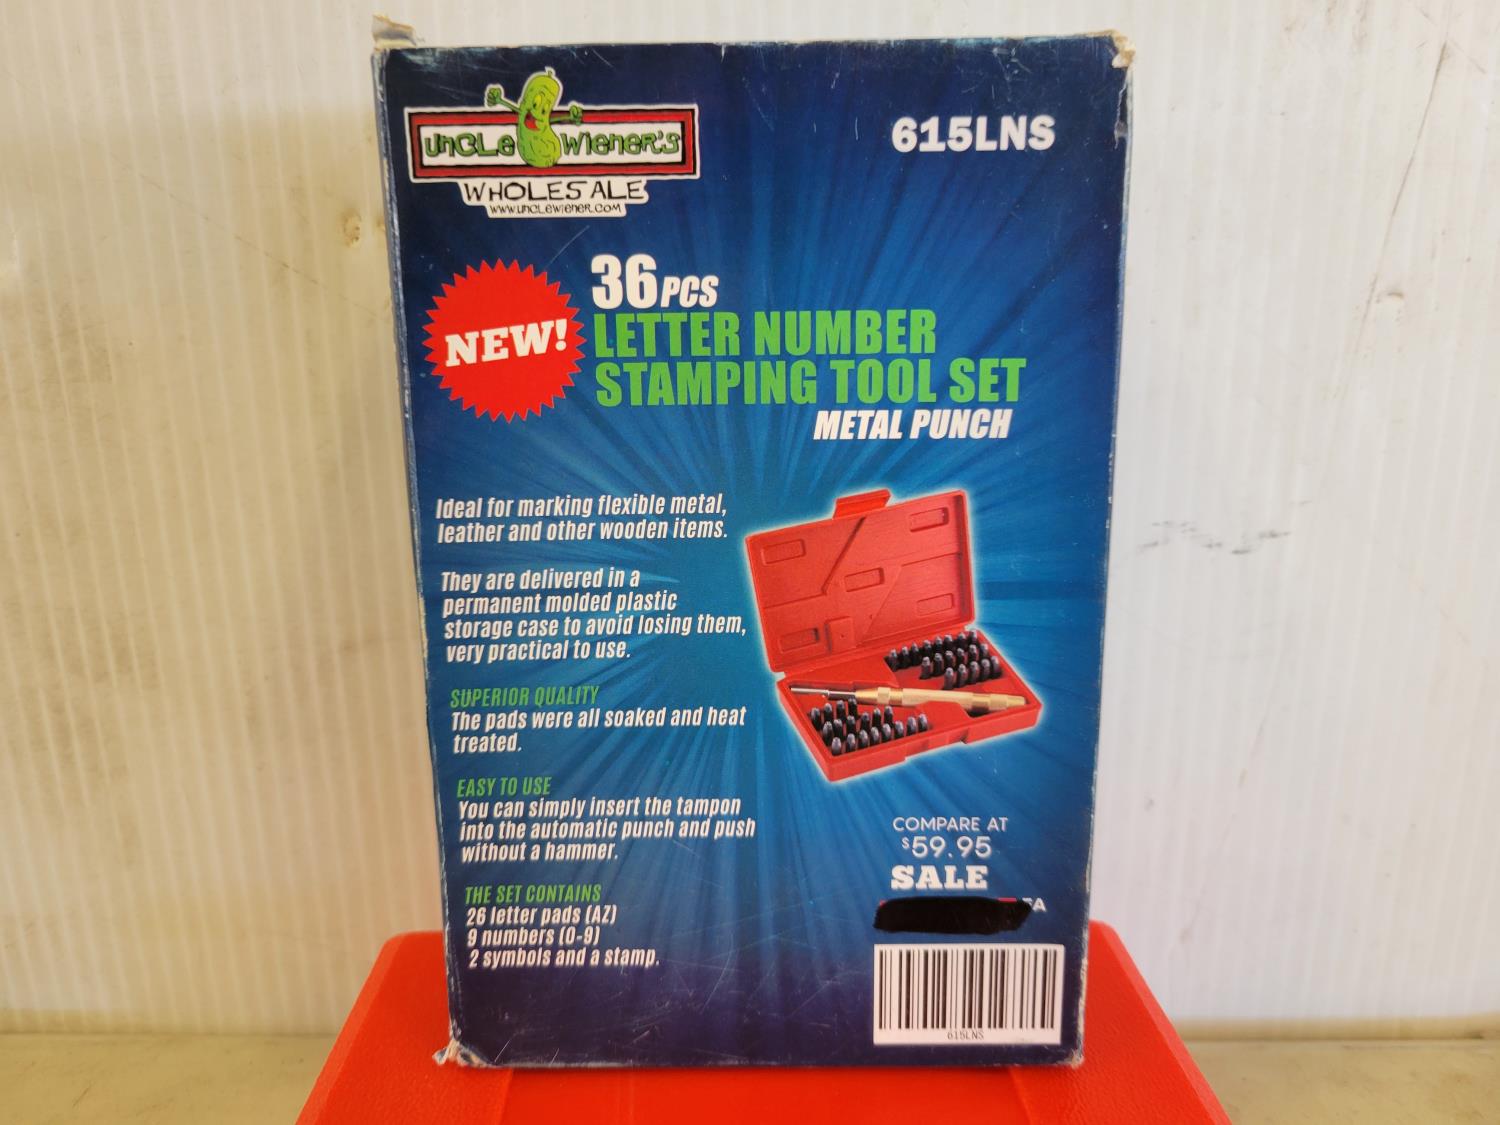 UNCLE WIENER'S
WHOLESALE
WWW.UNCLEWIENER.COM
615LNS
NEW!
36 PCS
LETTER NUMBER
STAMPING TOOL SET
METAL PUNCH
Ideal for marking flexible metal,
leather and other wooden items.
They are delivered in a
permanent molded plastic
storage case to avoid losing them,
very practical to use.
SUPERIOR QUALITY
The pads were all soaked and heat
treated.
EASY TO USE
You can simply insert the tampon
into the automatic punch and push
without a hammer.
THE SET CONTAINS
26 letter pads (AZ)
9 numbers (0-9)
2 symbols and a stamp.
COMPARE AT
$59.95
SALE
EA
615LNS